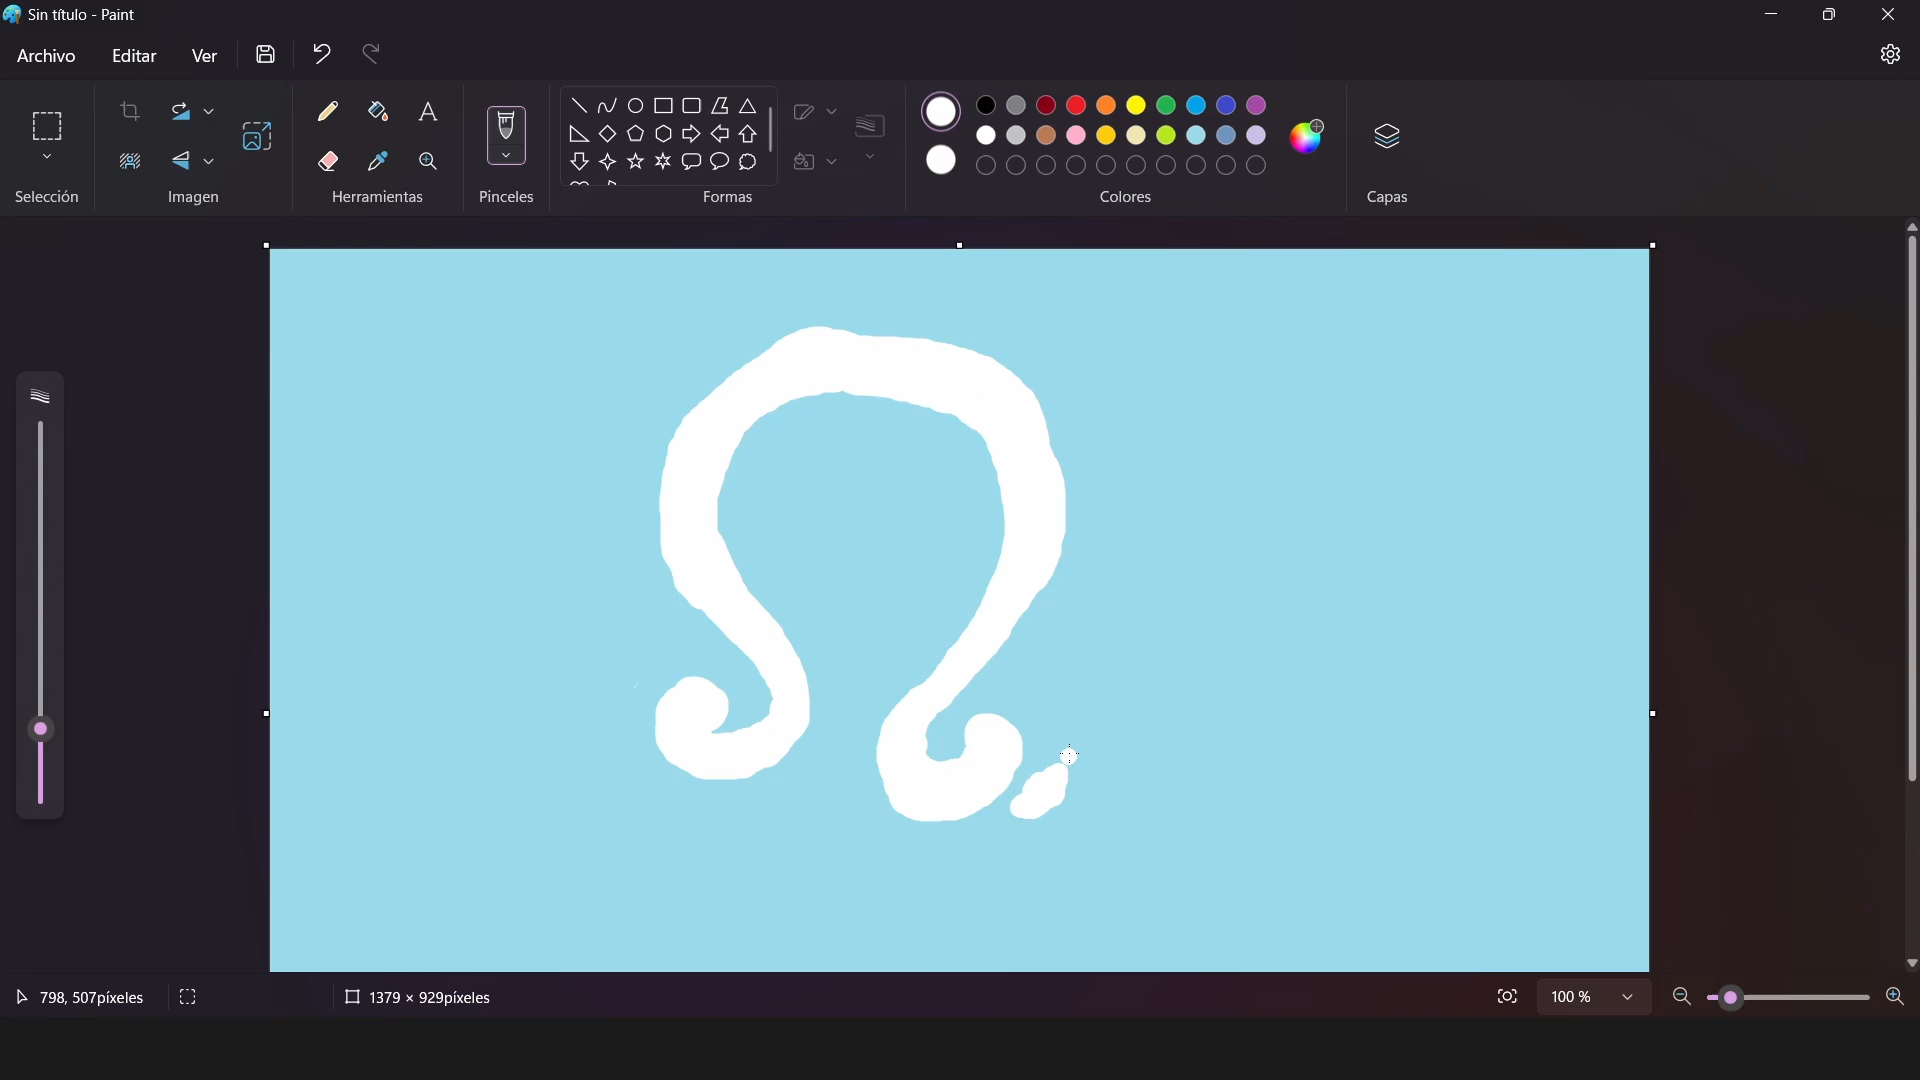 Sin título - Paint
Archivo Editar Ver
Selección Imagen Herramientas Pinceles Formas Colores Capas
798, 507píxeles 1379 × 929píxeles 100 %